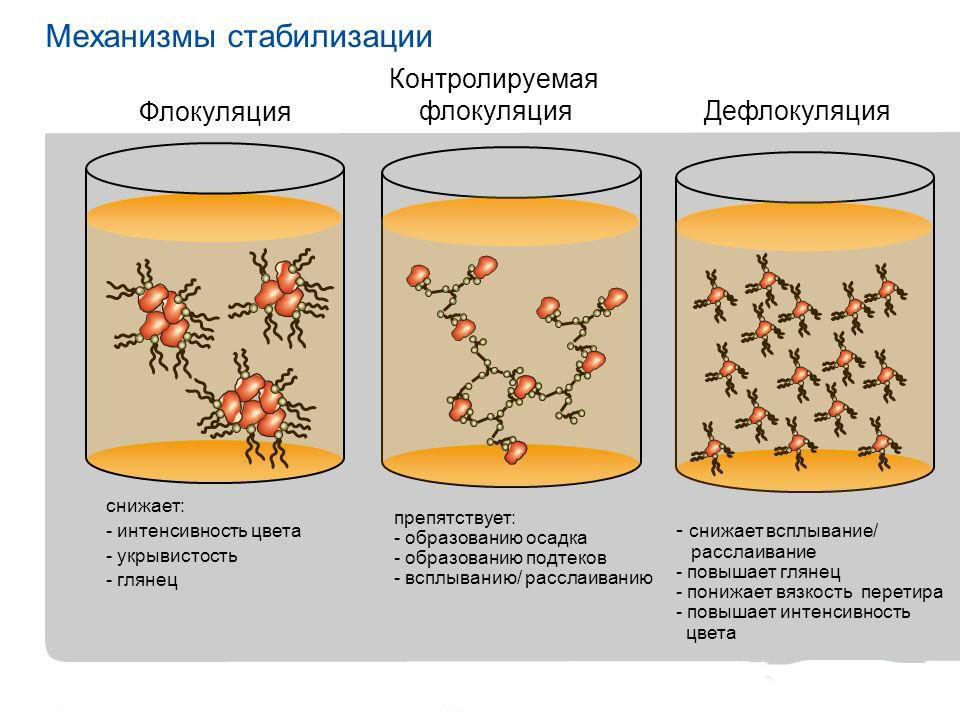 Механизмы стабилизации
Флокуляция
Контролируемая
флокуляция
Дефлокуляция
снижает:
- интенсивность цвета
- укрывистость
- глянец
препятствует:
- образованию осадка
- образованию подтеков
- всплыванию/ расслаиванию
- снижает всплывание/
расслаивание
- повышает глянец
- понижает вязкость перетира
- повышает интенсивность
цвета